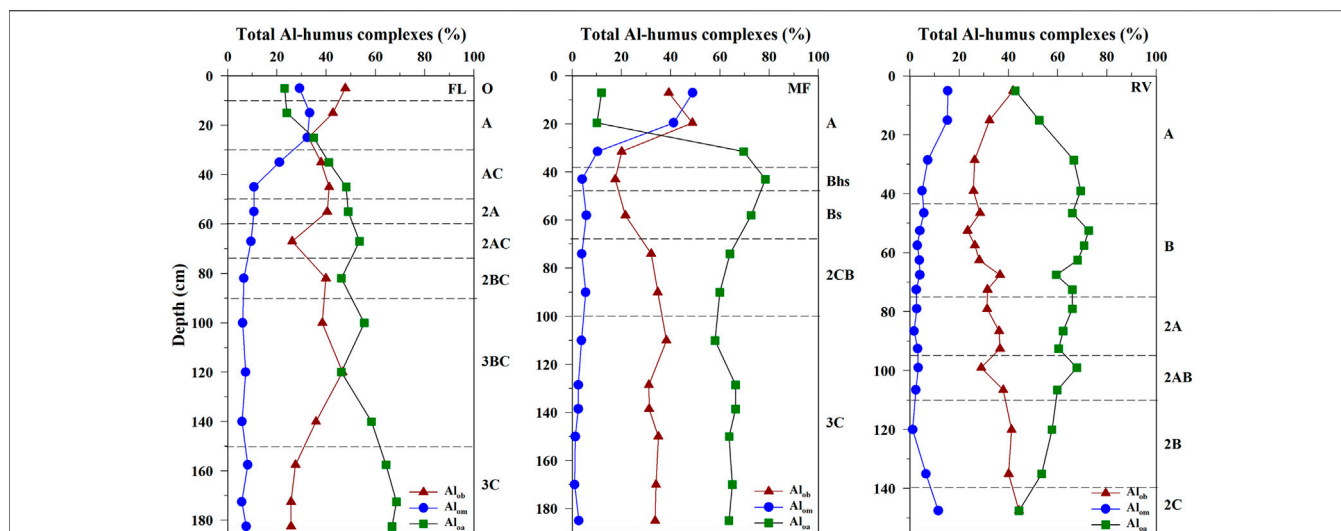 Total Al-humus complexes (%)
0 20 40 60 80 100
FL
Depth (cm)
0
20
40
60
80
100
120
140
160
180
O
A
AC
2A
2AC
2BC
3BC
3C
Al_ob
Al_om
Al_oa
Total Al-humus complexes (%)
0 20 40 60 80 100
MF
0
20
40
60
80
100
120
140
160
180
A
Bhs
Bs
2CB
3C
Al_ob
Al_om
Al_oa
Total Al-humus complexes (%)
0 20 40 60 80 100
RV
0
20
40
60
80
100
120
140
A
B
2A
2AB
2B
2C
Al_ob
Al_om
Al_oa